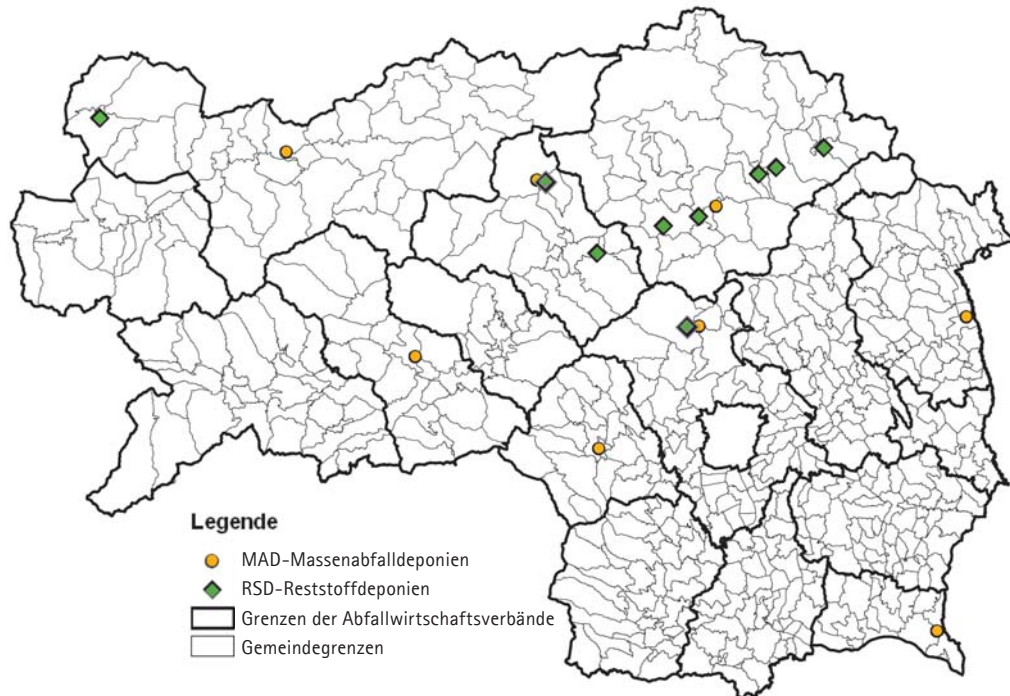 Legende
MAD-Massenabfalldeponien
RSD-Reststoffdeponien
Grenzen der Abfallwirtschaftsverbände
Gemeindegrenzen